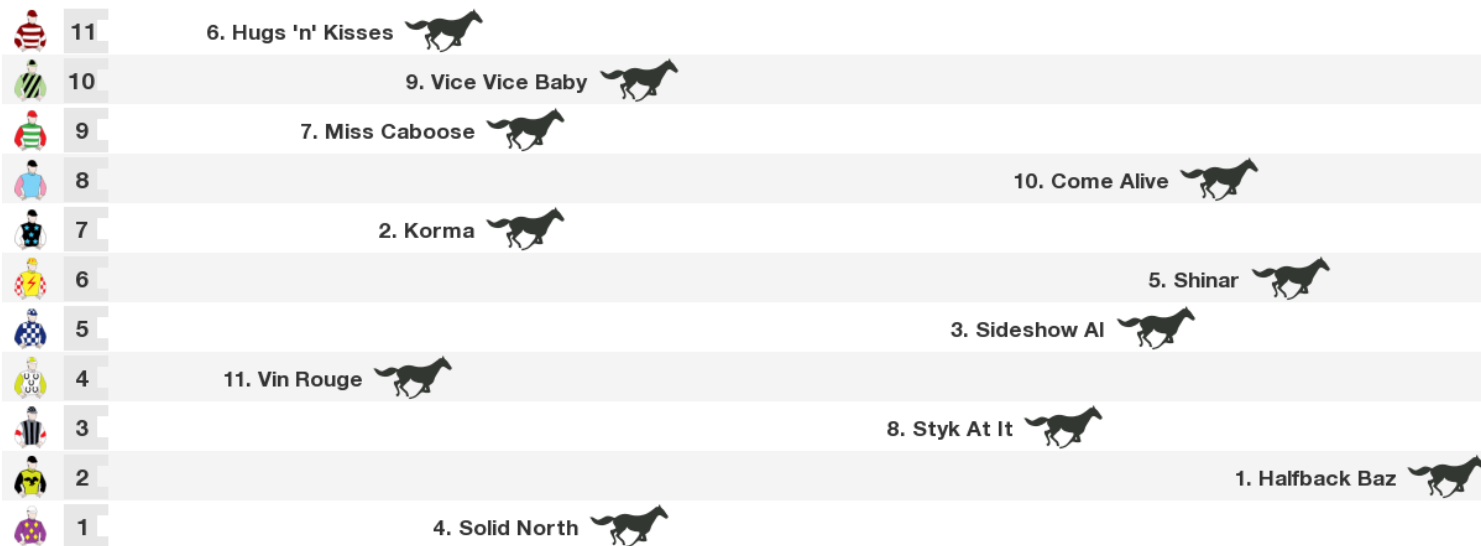 11 6. Hugs 'n' Kisses
10 9. Vice Vice Baby
9 7. Miss Caboose
8 10. Come Alive
7 2. Korma
6 5. Shinar
5 3. Sideshow Al
4 11. Vin Rouge
3 8. Styk At It
2 1. Halfback Baz
1 4. Solid North